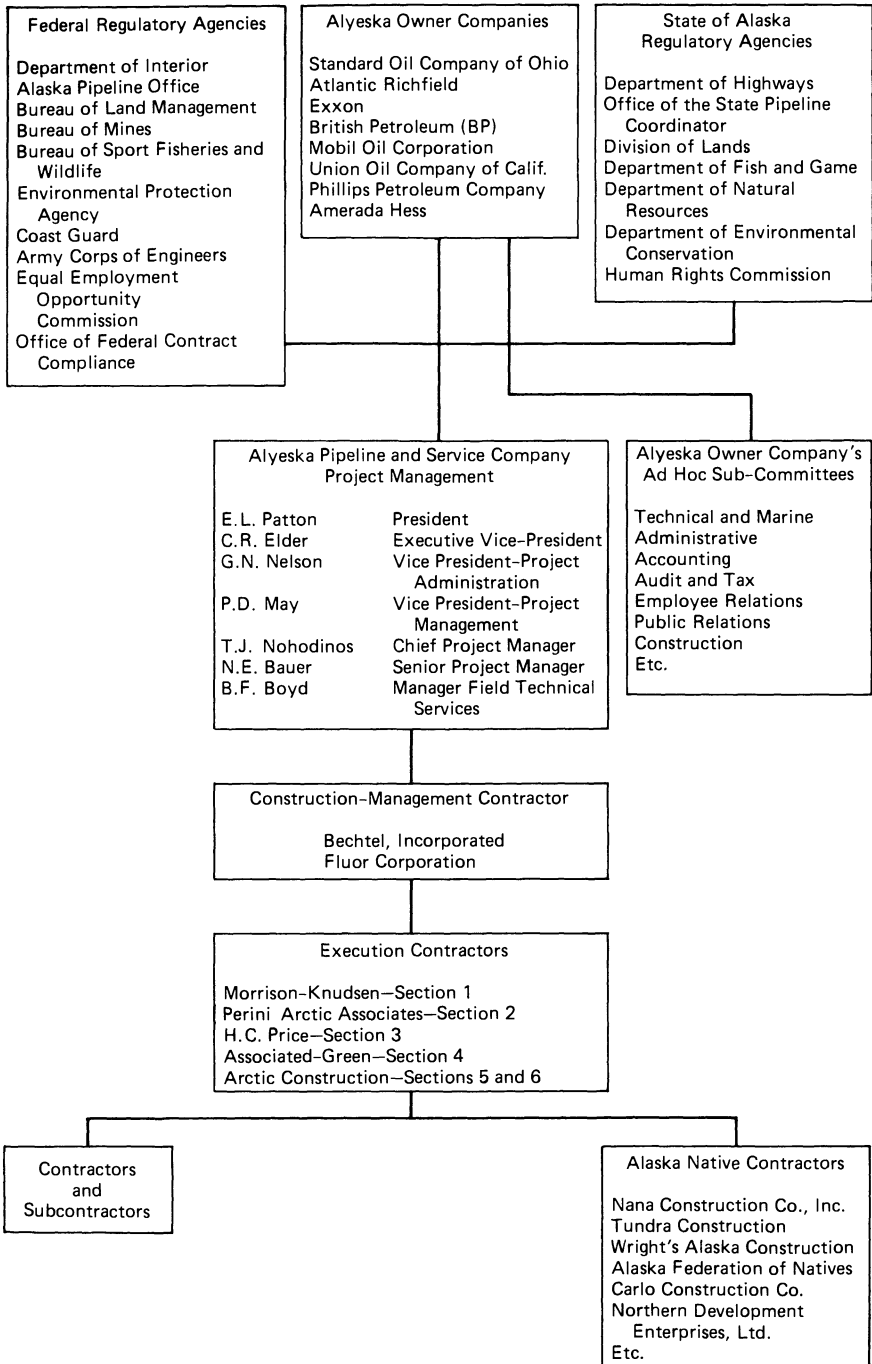 Federal Regulatory Agencies
Department of Interior
Alaska Pipeline Office
Bureau of Land Management
Bureau of Mines
Bureau of Sport Fisheries and
Wildlife
Environmental Protection
Agency
Coast Guard
Army Corps of Engineers
Equal Employment
Opportunity
Commission
Office of Federal Contract
Compliance
Alyeska Owner Companies
Standard Oil Company of Ohio
Atlantic Richfield
Exxon
British Petroleum (BP)
Mobil Oil Corporation
Union Oil Company of Calif.
Phillips Petroleum Company
Amerada Hess
State of Alaska
Regulatory Agencies
Department of Highways
Office of the State Pipeline
Coordinator
Division of Lands
Department of Fish and Game
Department of Natural
Resources
Department of Environmental
Conservation
Human Rights Commission
Alyeska Pipeline and Service Company
Project Management
E.L. Patton President
C.R. Elder Executive Vice-President
G.N. Nelson Vice President-Project
Administration
P.D. May Vice President-Project
Management
T.J. Nohodinos Chief Project Manager
N.E. Bauer Senior Project Manager
B.F. Boyd Manager Field Technical
Services
Alyeska Owner Company's
Ad Hoc Sub-Committees
Technical and Marine
Administrative
Accounting
Audit and Tax
Employee Relations
Public Relations
Construction
Etc.
Construction-Management Contractor
Bechtel, Incorporated
Fluor Corporation
Execution Contractors
Morrison-Knudsen—Section 1
Perini Arctic Associates—Section 2
H.C. Price—Section 3
Associated-Green—Section 4
Arctic Construction—Sections 5 and 6
Contractors
and
Subcontractors
Alaska Native Contractors
Nana Construction Co., Inc.
Tundra Construction
Wright's Alaska Construction
Alaska Federation of Natives
Carlo Construction Co.
Northern Development
Enterprises, Ltd.
Etc.